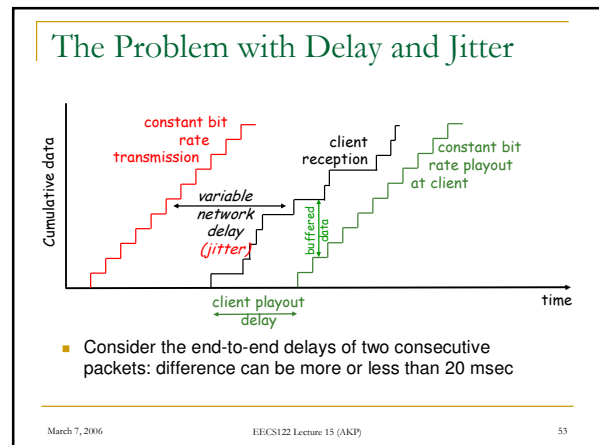 The Problem with Delay and Jitter
constant bit
rate
transmission
client
reception
constant bit
rate playout
at client
Cumulative data
variable
network
delay
(jitter)
buffered
data
time
client playout
delay
Consider the end-to-end delays of two consecutive
packets: difference can be more or less than 20 msec
March 7, 2006
EECS122 Lecture 15 (AKP)
53